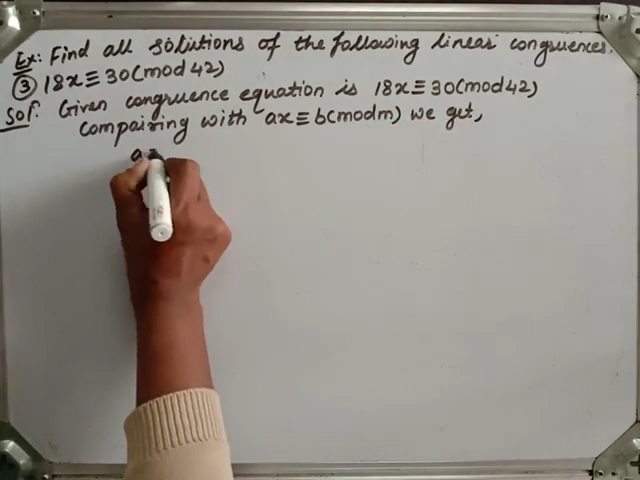 Ex: Find all solutions of the following linear congruences.
③ 18x ≡ 30(mod 42)
Solⁿ. Given congruence equation is 18x ≡ 30(mod 42)
Compairing with ax ≡ b(mod m) we get,
a